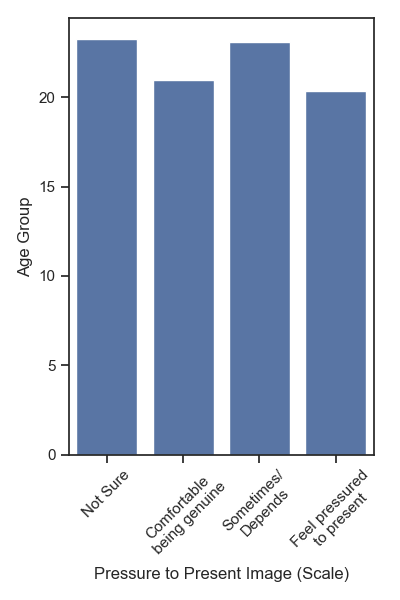 20
15
10
5
0
Age Group
Not Sure
Comfortable
being genuine
Sometimes/
Depends
Feel pressured
to present
Pressure to Present Image (Scale)